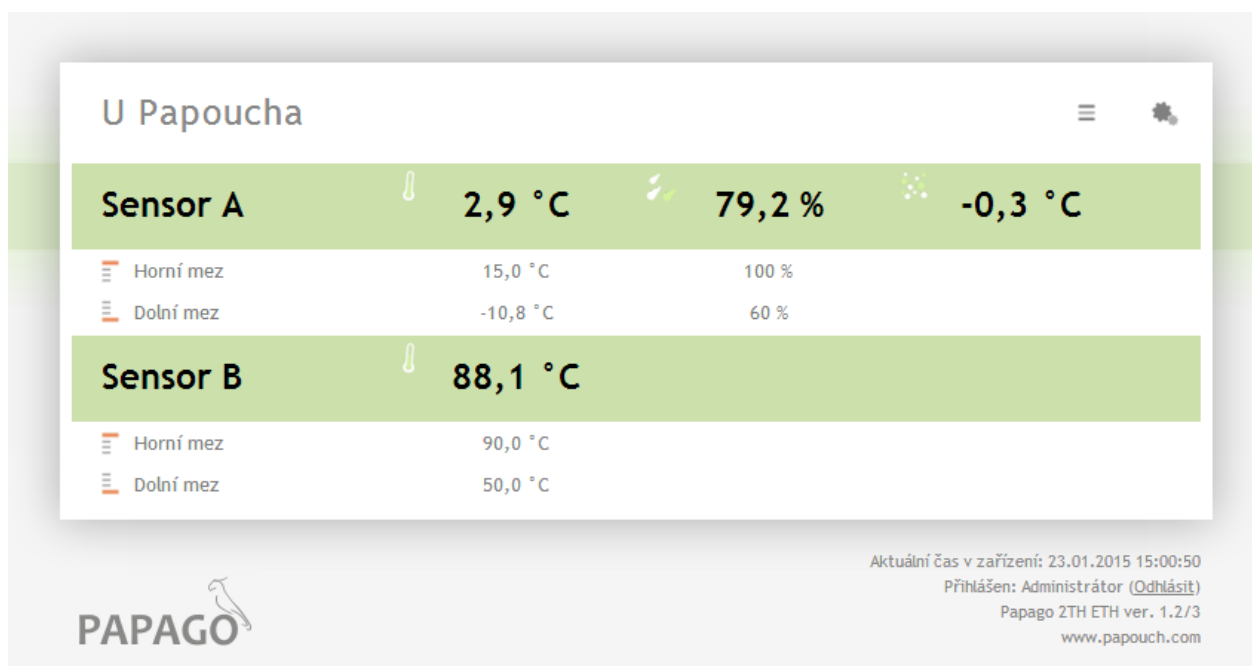 U Papoucha
Sensor A 2,9 °C 79,2 % -0,3 °C
Horní mez 15,0 °C 100 %
Dolní mez -10,8 °C 60 %
Sensor B 88,1 °C
Horní mez 90,0 °C
Dolní mez 50,0 °C
Aktuální čas v zařízení: 23.01.2015 15:00:50
Přihlášen: Administrátor (Odhlásit)
Papago 2TH ETH ver. 1.2/3
www.papouch.com
PAPAGO